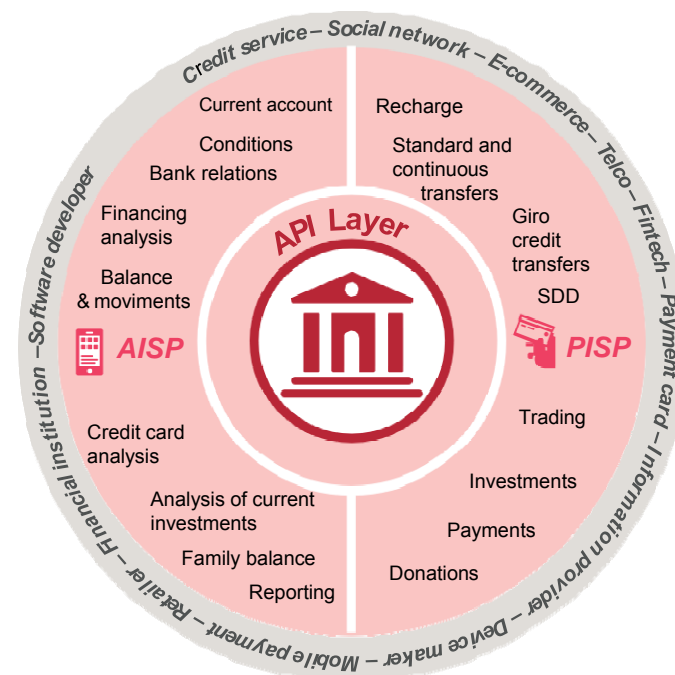 Credit service – Social network – E-commerce – Telco – Fintech – Payment card – Information provider – Device maker – Mobile payment – Retailer – Financial institution – Software developer
Current account
Conditions
Bank relations
Financing
analysis
Balance
& moviments
AISP
Credit card
analysis
Analysis of current
investments
Family balance
Reporting
API Layer
Recharge
Standard and
continuous
transfers
Giro
credit
transfers
SDD
PISP
Trading
Investments
Payments
Donations